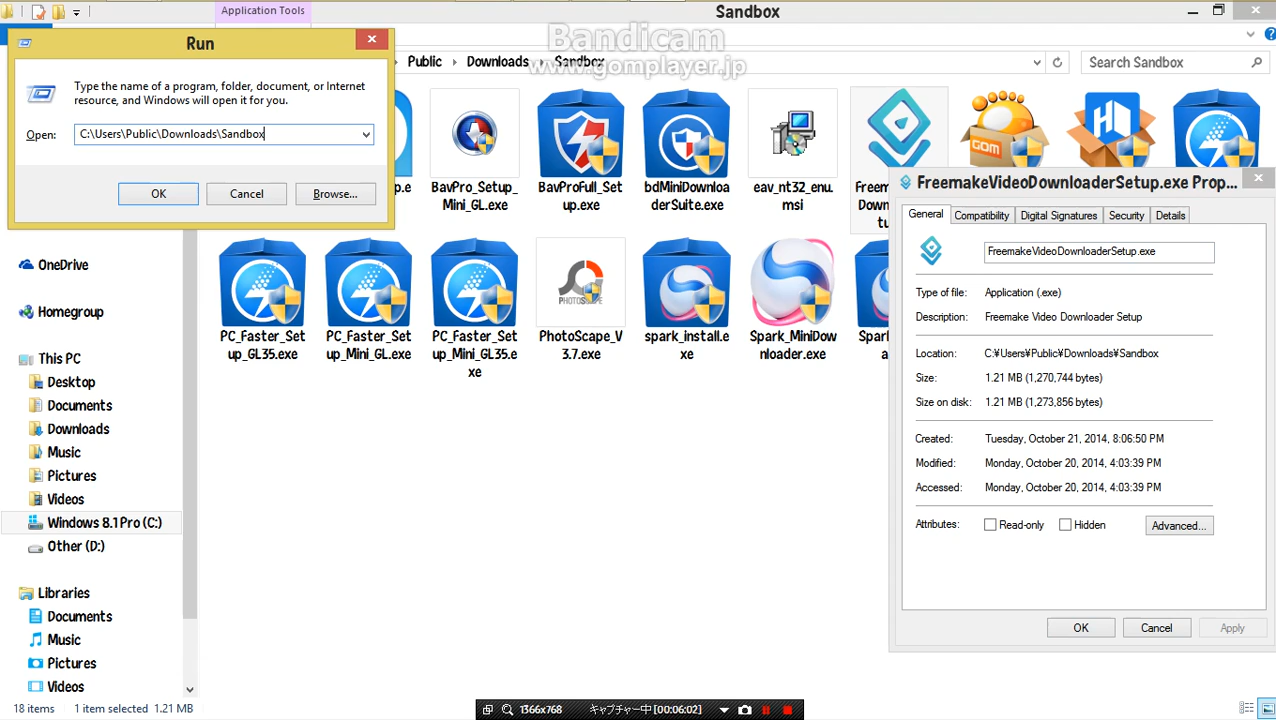 Application Tools
Sandbox
Bandicam
www.gomplayer.jp
Run
Type the name of a program, folder, document, or Internet
resource, and Windows will open it for you.
Open:
C:\Users\Public\Downloads\Sandbox
OK
Cancel
Browse...
Public
Downloads
Sandbox
Search Sandbox
BavPro_Setup_
Mini_GL.exe
BavProFull_Set
up.exe
bdMiniDownloa
derSuite.exe
eav_nt32_enu.
msi
GOM
PC_Faster_Set
up_GL35.exe
PC_Faster_Set
up_Mini_GL.exe
PC_Faster_Set
up_Mini_GL35.e
xe
PHOTOSCAPE
PhotoScape_V
3.7.exe
spark_install.e
xe
Spark_MiniDow
nloader.exe
OneDrive
Homegroup
This PC
Desktop
Documents
Downloads
Music
Pictures
Videos
Windows 8.1 Pro (C:)
Other (D:)
Libraries
Documents
Music
Pictures
Videos
FreemakeVideoDownloaderSetup.exe Prop...
General
Compatibility
Digital Signatures
Security
Details
FreemakeVideoDownloaderSetup.exe
Type of file: Application (.exe)
Description: Freemake Video Downloader Setup
Location: C:¥Users¥Public¥Downloads¥Sandbox
Size: 1.21 MB (1,270,744 bytes)
Size on disk: 1.21 MB (1,273,856 bytes)
Created: Tuesday, October 21, 2014, 8:06:50 PM
Modified: Monday, October 20, 2014, 4:03:39 PM
Accessed: Monday, October 20, 2014, 4:03:39 PM
Attributes: Read-only Hidden Advanced...
OK
Cancel
Apply
18 items 1 item selected 1.21 MB
1366x768 キャプチャー中 [00:06:02]